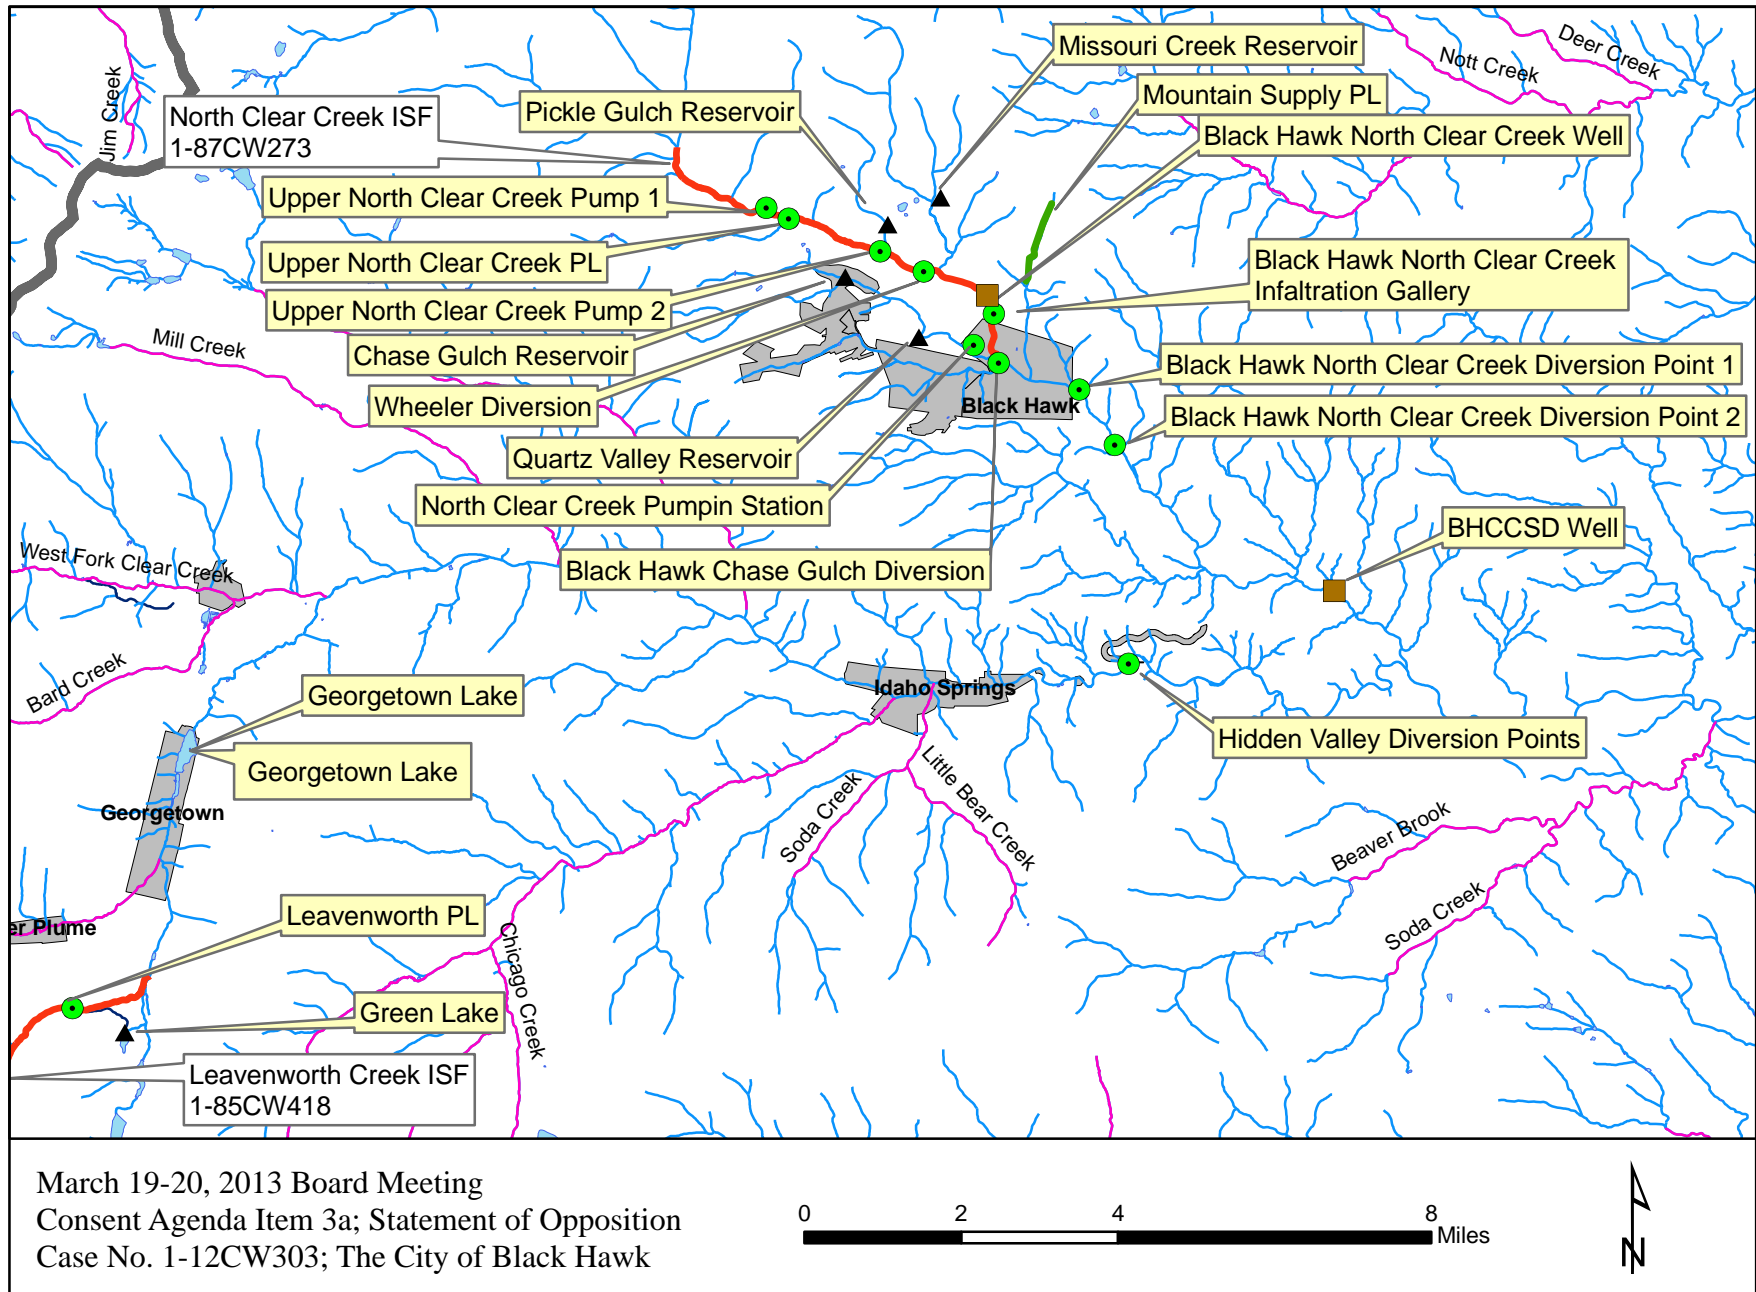 Jim Creek
North Clear Creek ISF
1-87CW273
Pickle Gulch Reservoir
Missouri Creek Reservoir
Mountain Supply PL
Black Hawk North Clear Creek Well
Nott Creek
Deer Creek
Upper North Clear Creek Pump 1
Upper North Clear Creek PL
Upper North Clear Creek Pump 2
Black Hawk North Clear Creek
Infaltration Gallery
Mill Creek
Chase Gulch Reservoir
Wheeler Diversion
Black Hawk North Clear Creek Diversion Point 1
Black Hawk
Black Hawk North Clear Creek Diversion Point 2
Quartz Valley Reservoir
North Clear Creek Pumpin Station
BHCCSD Well
West Fork Clear Creek
Black Hawk Chase Gulch Diversion
Bard Creek
Georgetown Lake
Idaho Springs
Hidden Valley Diversion Points
Georgetown Lake
Georgetown
Soda Creek
Little Bear Creek
Beaver Brook
Soda Creek
Leavenworth PL
er Plume
Chicago Creek
Green Lake
Leavenworth Creek ISF
1-85CW418
March 19-20, 2013 Board Meeting
Consent Agenda Item 3a; Statement of Opposition
Case No. 1-12CW303; The City of Black Hawk
0 2 4 8
Miles
N